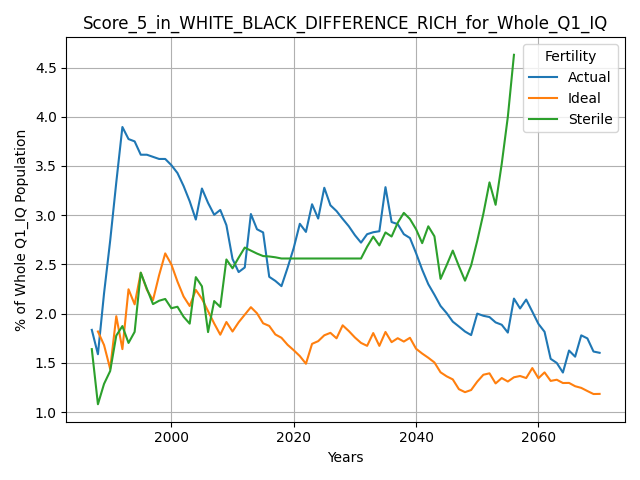 Score_5_in_WHITE_BLACK_DIFFERENCE_RICH_for_Whole_Q1_IQ
Fertility
Actual
Ideal
Sterile
% of Whole Q1_IQ Population
4.5
4.0
3.5
3.0
2.5
2.0
1.5
1.0
2000
2020
2040
2060
Years